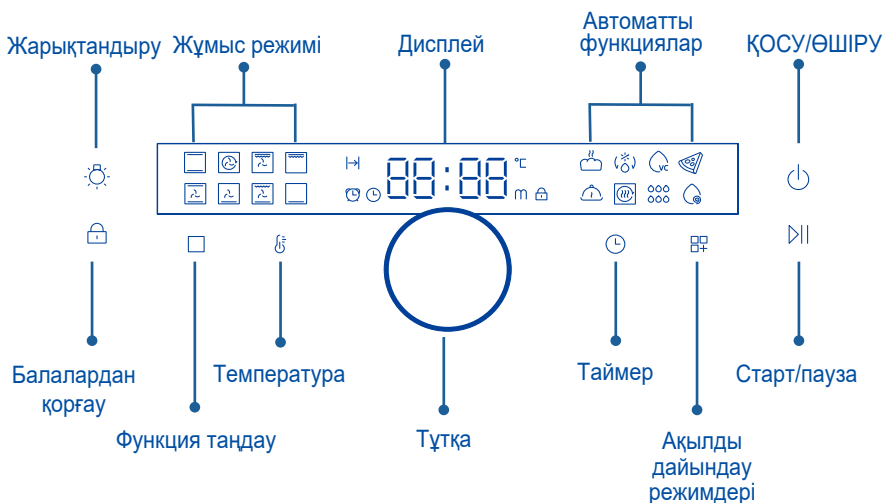 Жарықтандыру
Жұмыс режимі
Дисплей
Автоматты
функциялар
ҚОСУ/ӨШІРУ
88:88
°C
m
VC
Балалардан
қорғау
Функция таңдау
Температура
Тұтқа
Таймер
Ақылды
дайындау
режимдері
Старт/пауза